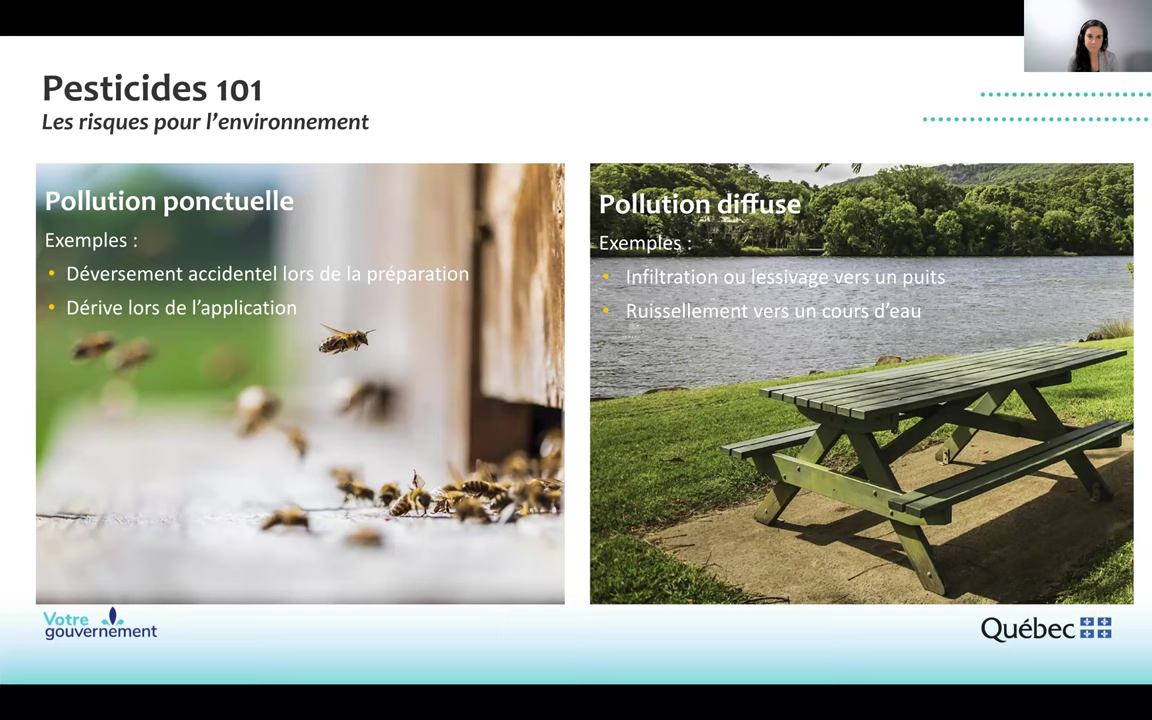 Pesticides 101
Les risques pour l’environnement
Pollution ponctuelle
Exemples :
• Déversement accidentel lors de la préparation
• Dérive lors de l’application
Pollution diffuse
Exemples :
• Infiltration ou lessivage vers un puits
• Ruissellement vers un cours d’eau
Votre
gouvernement
Québec